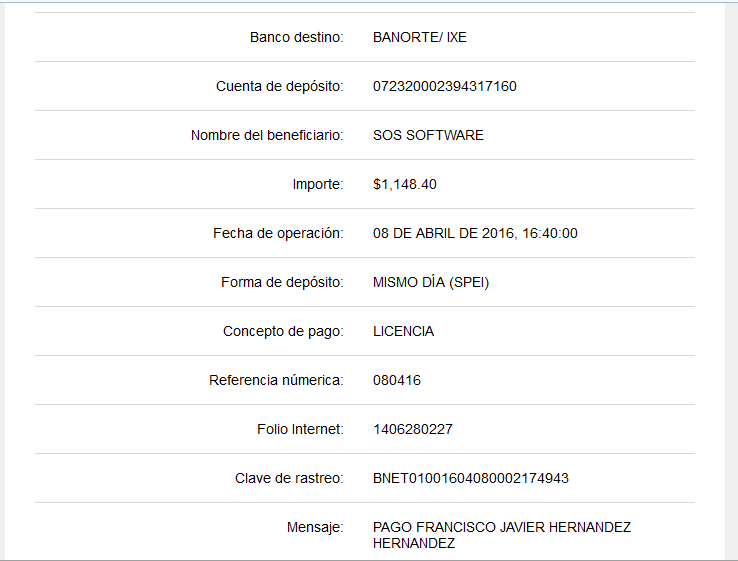 Banco destino: BANORTE/ IXE
Cuenta de depósito: 072320002394317160
Nombre del beneficiario: SOS SOFTWARE
Importe: $1,148.40
Fecha de operación: 08 DE ABRIL DE 2016, 16:40:00
Forma de depósito: MISMO DÍA (SPEI)
Concepto de pago: LICENCIA
Referencia númerica: 080416
Folio Internet: 1406280227
Clave de rastreo: BNET01001604080002174943
Mensaje: PAGO FRANCISCO JAVIER HERNANDEZ
HERNANDEZ